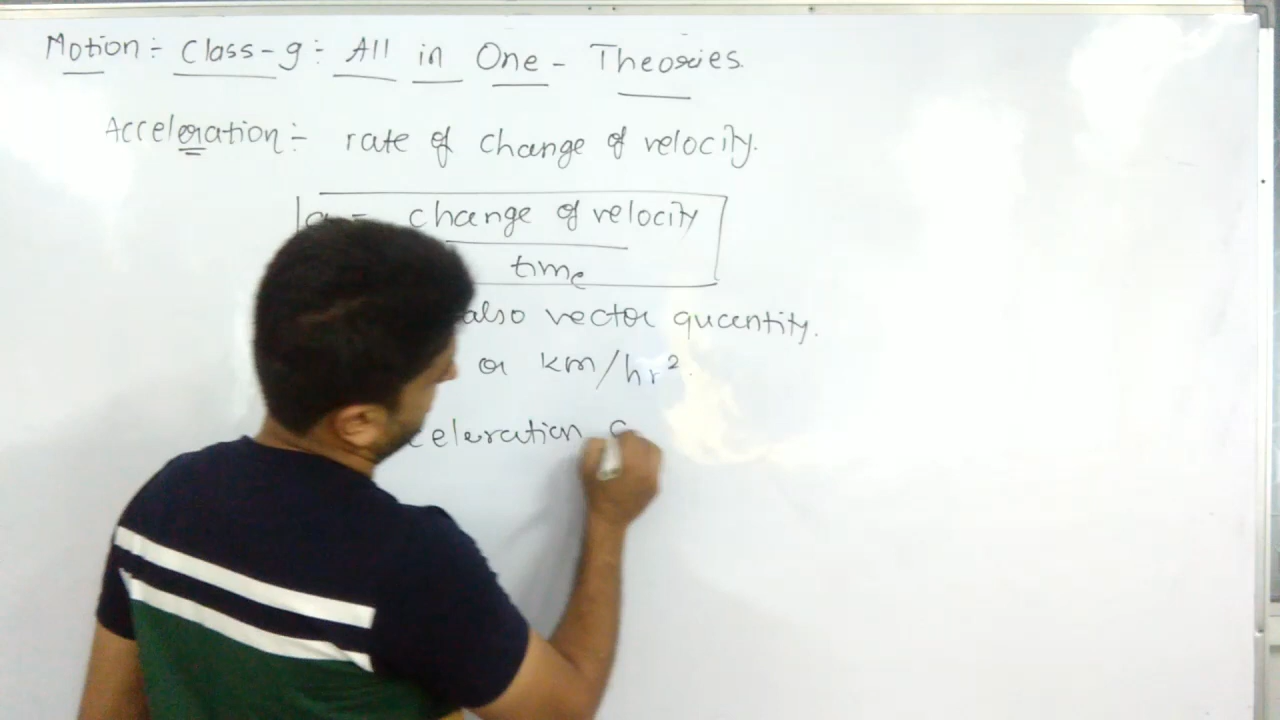 Motion :- Class-9 :- All in One - Theories.
Acceleration :- rate of change of velocity.
a = change of velocity
time
also vector quantity.
or km/hr²